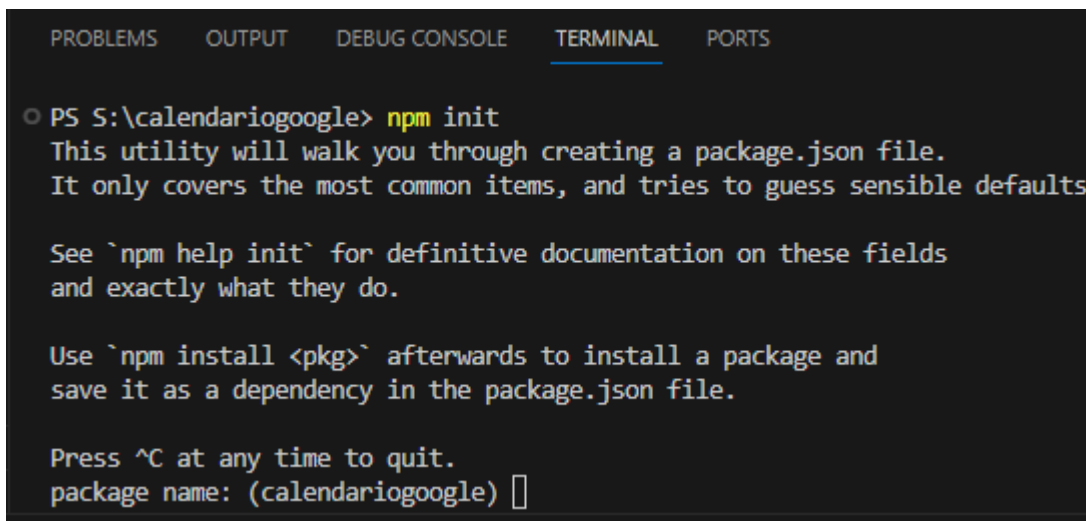 PROBLEMS OUTPUT DEBUG CONSOLE TERMINAL PORTS
PS S:\calendariogoogle> npm init
This utility will walk you through creating a package.json file.
It only covers the most common items, and tries to guess sensible defaults
See `npm help init` for definitive documentation on these fields
and exactly what they do.
Use `npm install <pkg>` afterwards to install a package and
save it as a dependency in the package.json file.
Press ^C at any time to quit.
package name: (calendariogoogle)